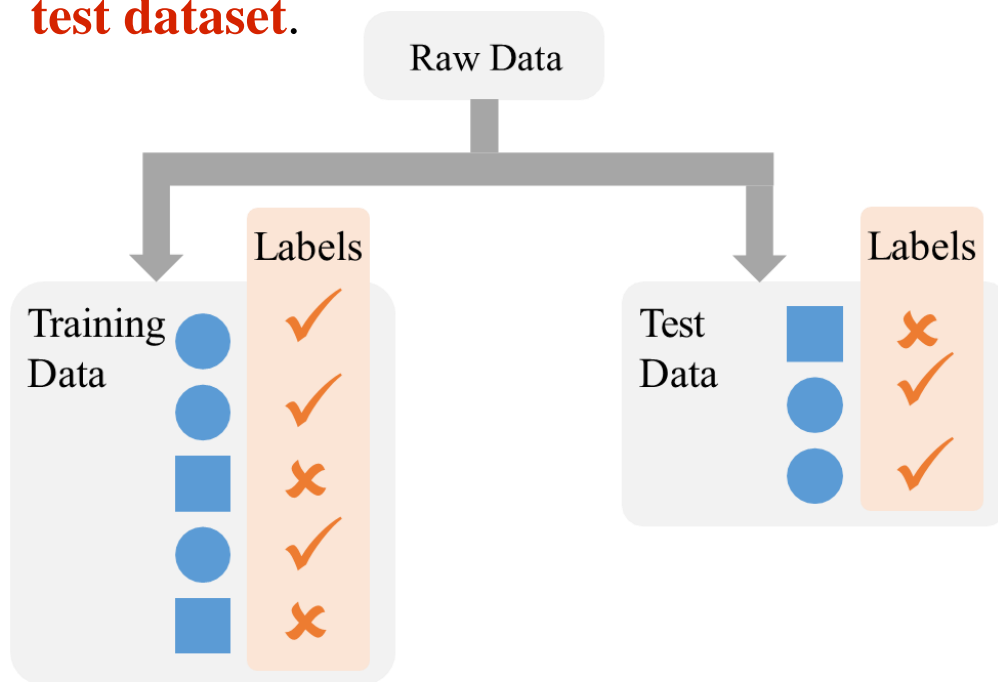 test dataset.
Raw Data
Labels
Labels
Training
Data
Test
Data